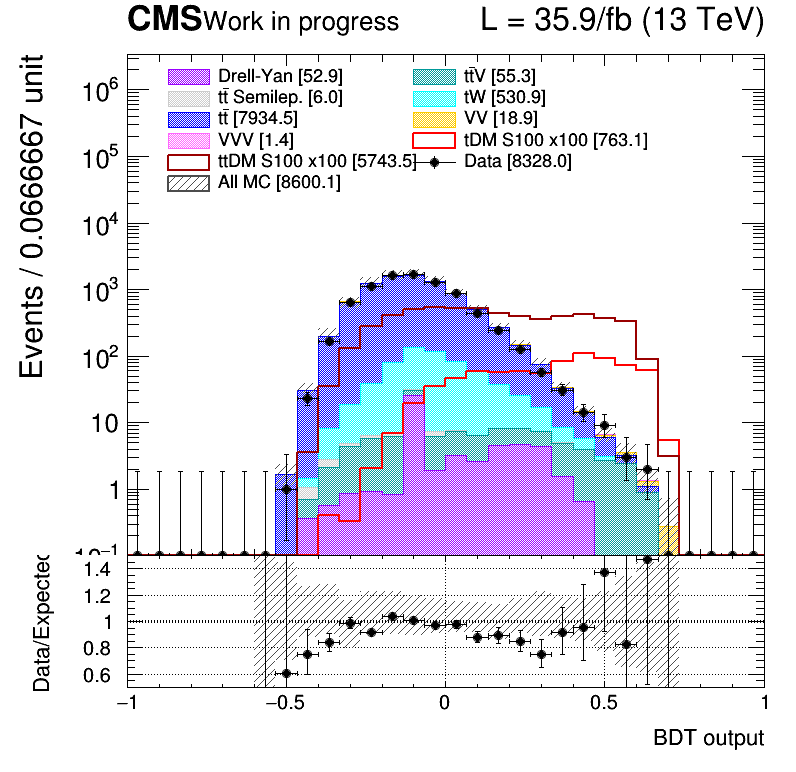 CMS Work in progress L = 35.9/fb (13 TeV)
Events / 0.0666667 unit
Drell-Yan [52.9] tt̄V [55.3]
tt̄ Semilep. [6.0] tW [530.9]
tt̄ [7934.5] VV [18.9]
VVV [1.4] tDM S100 x100 [763.1]
ttDM S100 x100 [5743.5] Data [8328.0]
All MC [8600.1]
10⁶
10⁵
10⁴
10³
10²
10
1
10⁻¹
Data/Expected
1.4
1.2
1
0.8
0.6
−1 −0.5 0 0.5 1
BDT output